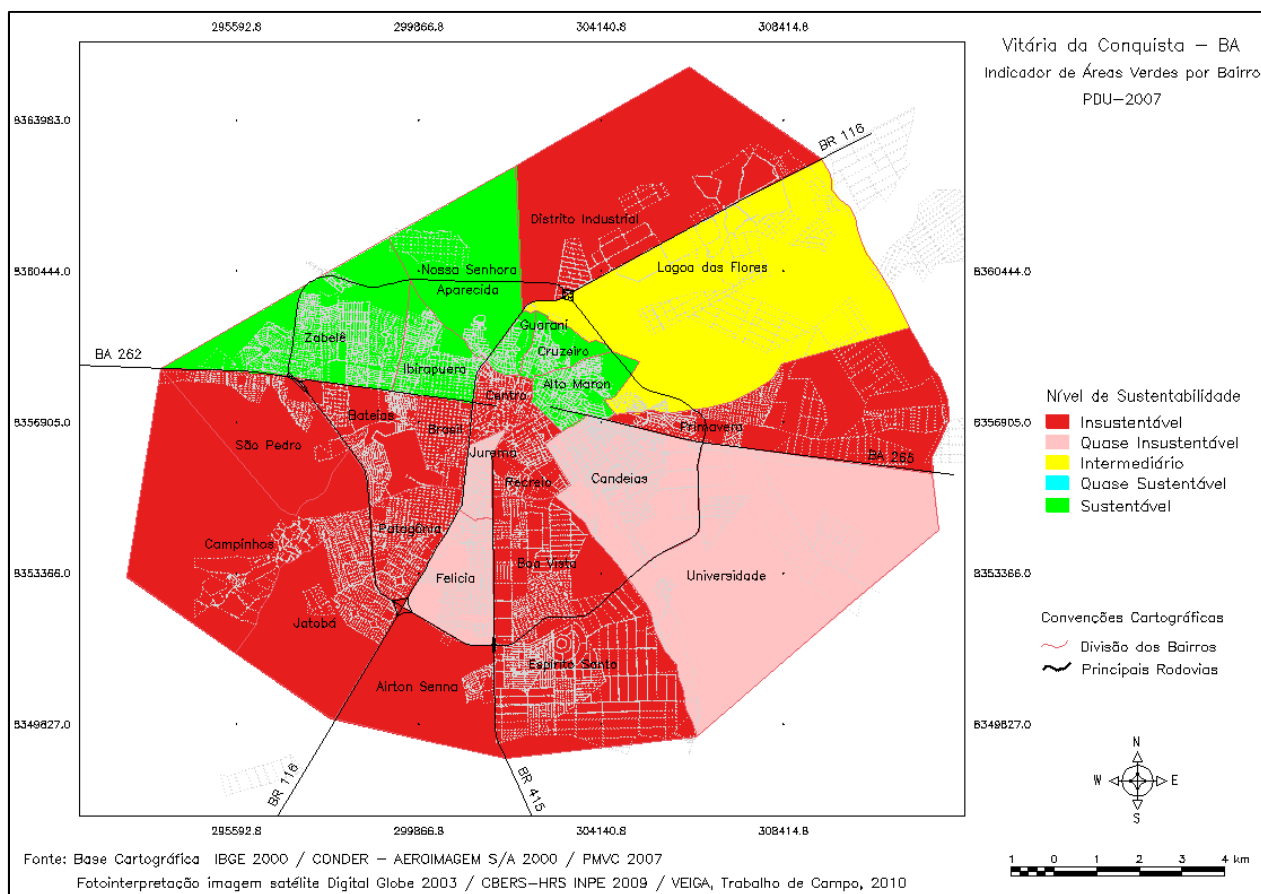 295592.8 299866.8 304140.8 308414.8
Vitória da Conquista – BA
Indicador de Áreas Verdes por Bairro
PDU–2007
8363983.0
BR 116
Distrito Industrial
Lagoa das Flores
8360444.0
8360444.0
Nossa Senhora
Aparecida
Guaraní
Zabelê
Cruzeiro
BA 262
Ibirapuera
Alto Maron
Centro
Nível de Sustentabilidade
Insustentável
Quase Insustentável
Intermediário
Quase Sustentável
Sustentável
8356905.0
8356905.0
Bateias
Brasil
Primavera
São Pedro
Jurema
BA 265
Candeias
Recreio
Patagônia
Campinhos
Boa Vista
8353366.0
8353366.0
Felícia
Universidade
Jatobá
Convenções Cartográficas
Divisão dos Bairros
Principais Rodovias
Espírito Santo
Airton Senna
8349827.0
8349827.0
BR 116
BR 415
N
W E
S
295592.8 299866.8 304140.8 308414.8
Fonte: Base Cartográfica IBGE 2000 / CONDER – AEROIMAGEM S/A 2000 / PMVC 2007
Fotointerpretação imagem satélite Digital Globe 2003 / CBERS–HRS INPE 2009 / VEIGA, Trabalho de Campo, 2010
1 0 1 2 3 4 km